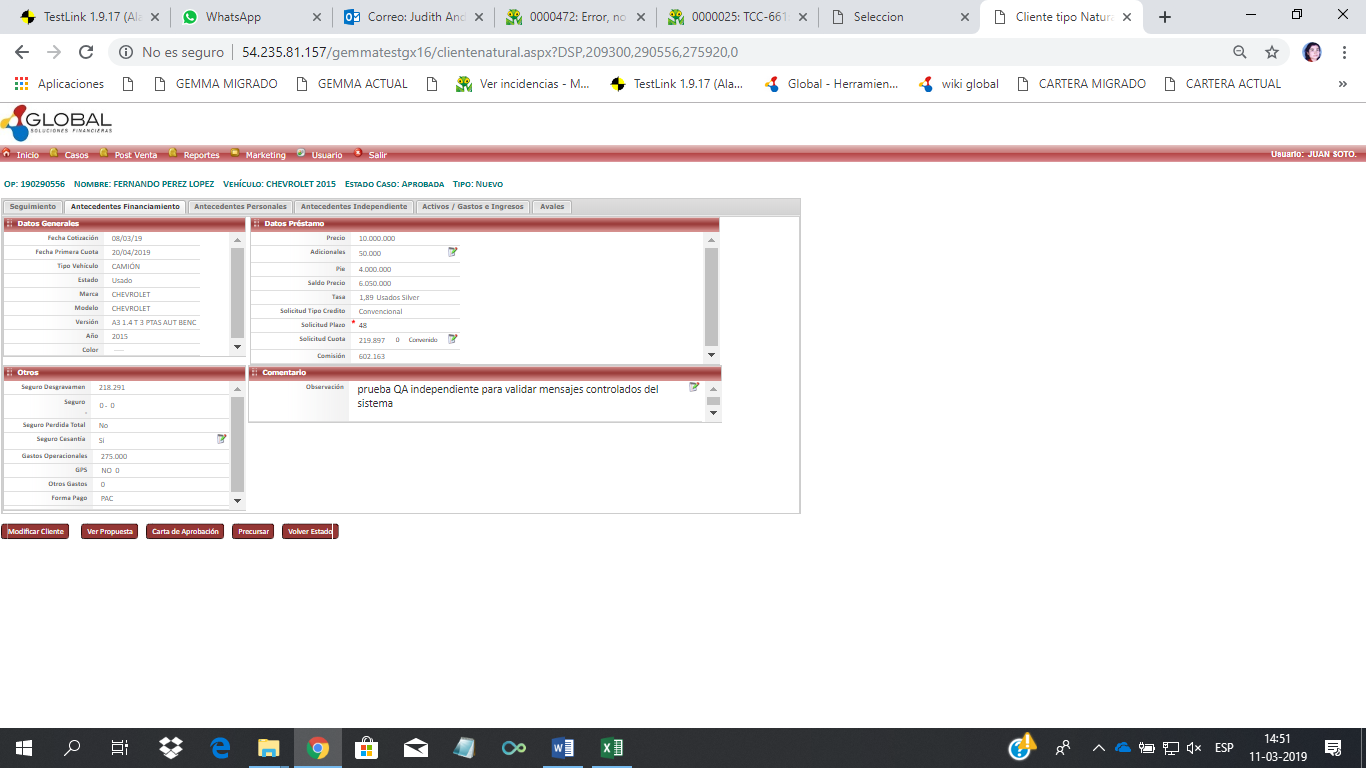 TestLink 1.9.17 (Ala
WhatsApp
Correo: Judith And
0000472: Error, no
0000025: TCC-661
Seleccion
Cliente tipo Natura
No es seguro | 54.235.81.157/gemmatestgx16/clientenatural.aspx?DSP,209300,290556,275920,0
Aplicaciones
GEMMA MIGRADO
GEMMA ACTUAL
Ver incidencias - M...
TestLink 1.9.17 (Ala...
Global - Herramien...
wiki global
CARTERA MIGRADO
CARTERA ACTUAL
»
GLOBAL
SOLUCIONES FINANCIERAS
Inicio Casos Post Venta Reportes Marketing Usuario Salir Usuario: JUAN SOTO.
OP: 190290556 NOMBRE: FERNANDO PEREZ LOPEZ VEHÍCULO: CHEVROLET 2015 ESTADO CASO: APROBADA TIPO: NUEVO
Seguimiento Antecedentes Financiamiento Antecedentes Personales Antecedentes Independiente Activos / Gastos e Ingresos Avales
Datos Generales
Fecha Cotización 08/03/19
Fecha Primera Cuota 20/04/2019
Tipo Vehículo CAMIÓN
Estado Usado
Marca CHEVROLET
Modelo CHEVROLET
Versión A3 1.4 T 3 PTAS AUT BENC
Año 2015
Color ----
Datos Préstamo
Precio 10.000.000
Adicionales 50.000
Pie 4.000.000
Saldo Precio 6.050.000
Tasa 1,89 Usados Silver
Solicitud Tipo Credito Convencional
Solicitud Plazo * 48
Solicitud Cuota 219.897 0 Convenido
Comisión 602.163
Otros
Seguro Desgravamen 218.291
Seguro 0 - 0
Seguro Perdida Total No
Seguro Cesantía Si
Gastos Operacionales 275.000
GPS NO 0
Otros Gastos 0
Forma Pago PAC
Comentario
Observación prueba QA independiente para validar mensajes controlados del
sistema
Modificar Cliente Ver Propuesta Carta de Aprobación Precursar Volver Estado
ESP
14:51
11-03-2019